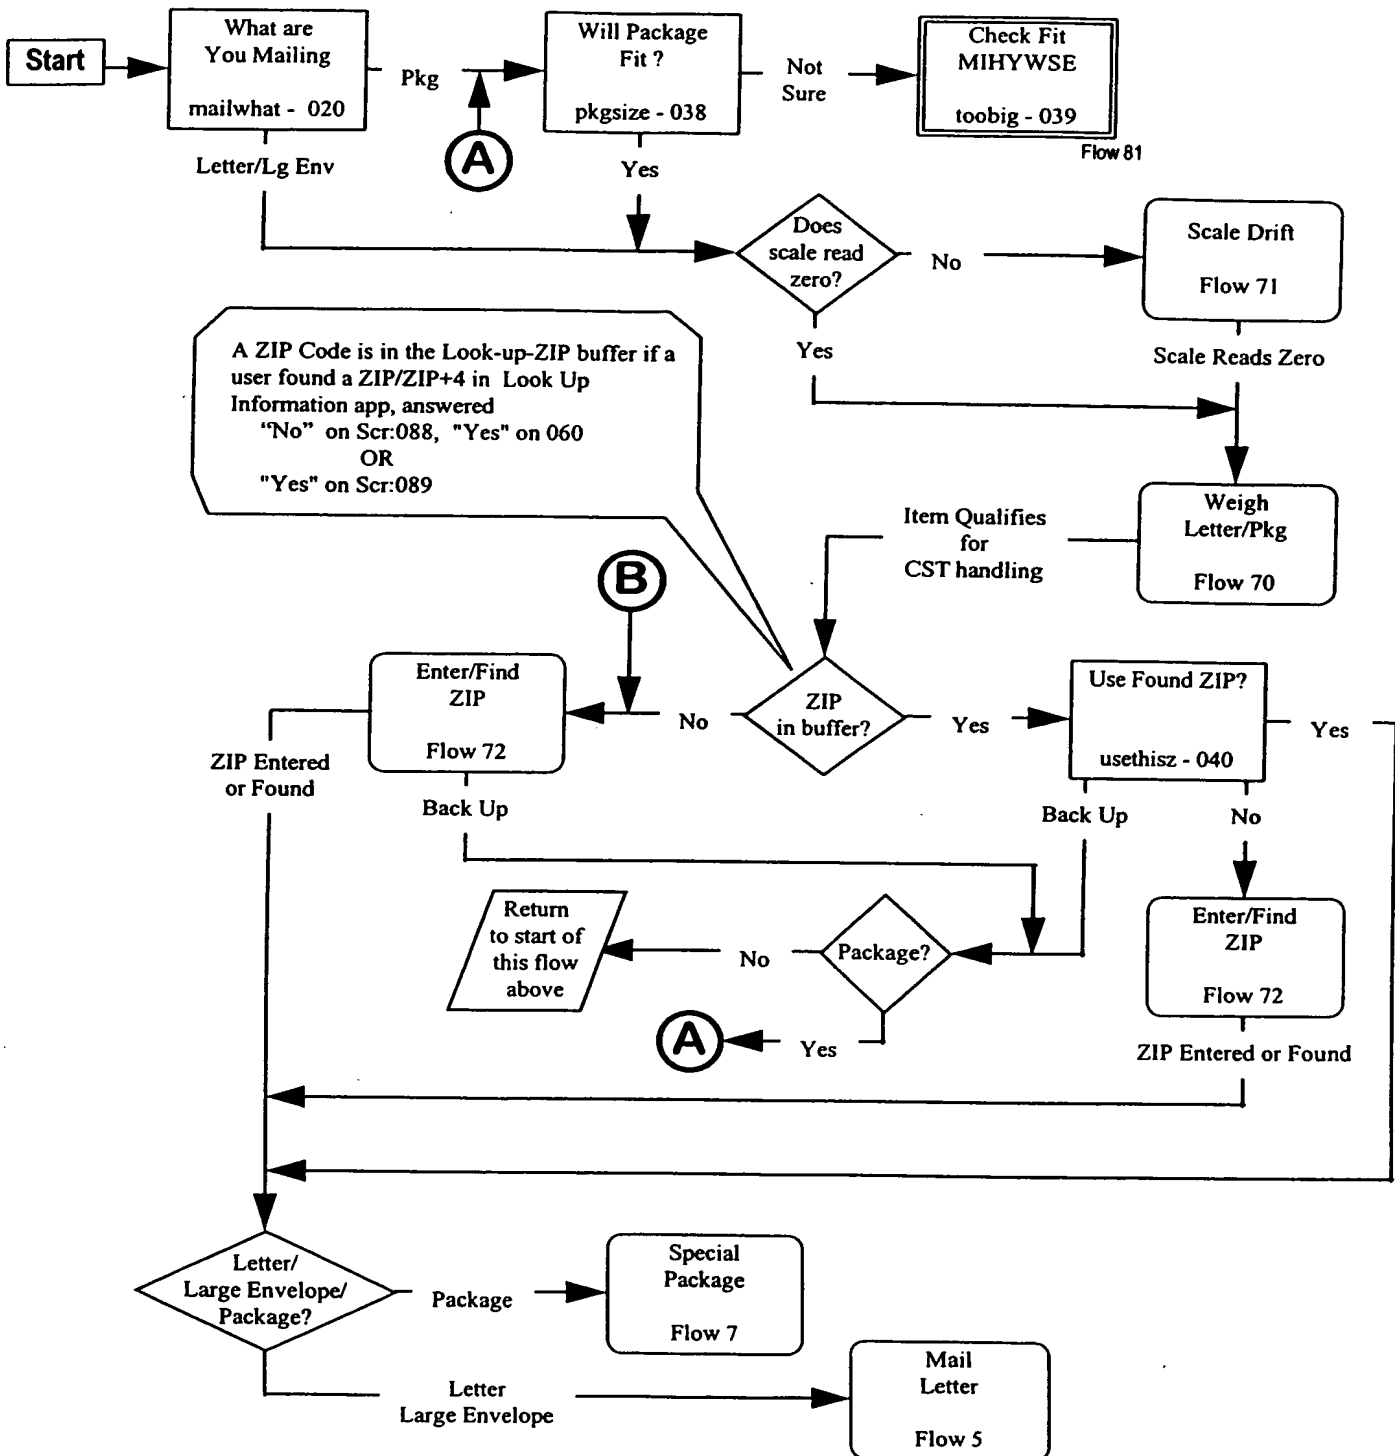 Start
What are
You Mailing
mailwhat - 020
Pkg
A
Will Package
Fit ?
pkgsize - 038
Not
Sure
Check Fit
MIHYWSE
toobig - 039
Flow 81
Letter/Lg Env
Yes
Does
scale read
zero?
No
Scale Drift
Flow 71
Yes
Scale Reads Zero
A ZIP Code is in the Look-up-ZIP buffer if a
user found a ZIP/ZIP+4 in Look Up
Information app, answered
"No" on Scr:088, "Yes" on 060
OR
"Yes" on Scr:089
Item Qualifies
for
CST handling
Weigh
Letter/Pkg
Flow 70
B
Enter/Find
ZIP
Flow 72
No
ZIP
in buffer?
Yes
Use Found ZIP?
usethisz - 040
Yes
ZIP Entered
or Found
Back Up
Back Up
No
Return
to start of
this flow
above
No
Package?
Enter/Find
ZIP
Flow 72
A
Yes
ZIP Entered or Found
Letter/
Large Envelope/
Package?
Package
Special
Package
Flow 7
Letter
Large Envelope
Mail
Letter
Flow 5